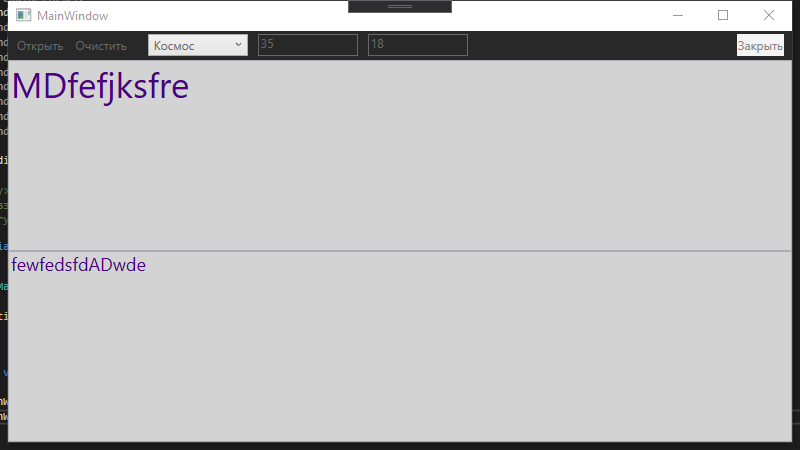 MainWindow
Открыть Очистить Космос 35 18 Закрыть
MDfefjksfre
fewfedsfdADwde